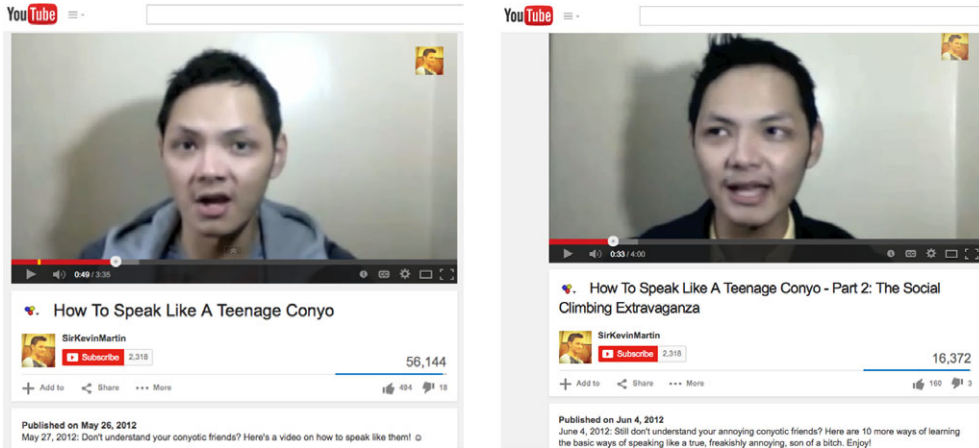 YouTube
0:49 / 3:35
How To Speak Like A Teenage Conyo
SirKevinMartin
Subscribe 2,318
56,144
Add to Share More 494 18
Published on May 26, 2012
May 27, 2012: Don't understand your conyotic friends? Here's a video on how to speak like them! ☺
YouTube
0:33 / 4:00
How To Speak Like A Teenage Conyo - Part 2: The Social
Climbing Extravaganza
SirKevinMartin
Subscribe 2,318
16,372
Add to Share More 160 3
Published on Jun 4, 2012
June 4, 2012: Still don't understand your annoying conyotic friends? Here are 10 more ways of learning
the basic ways of speaking like a true, freakishly annoying, son of a bitch. Enjoy!